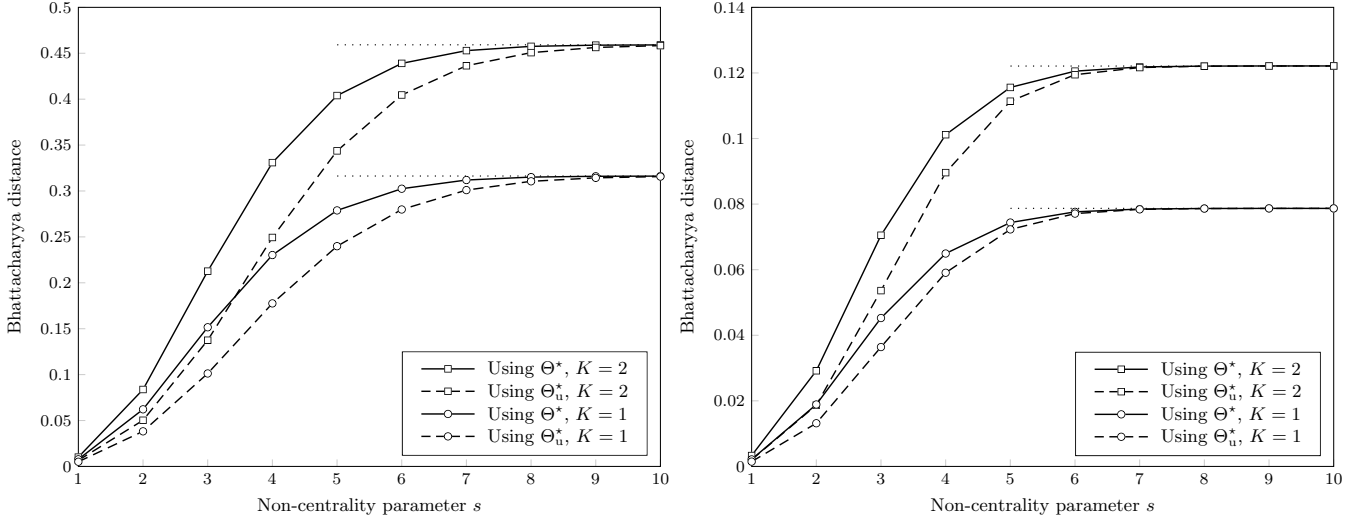 0.5
0.45
0.4
0.35
0.3
0.25
0.2
0.15
0.1
0.05
0
Bhattacharyya distance
1 2 3 4 5 6 7 8 9 10
Non-centrality parameter s
Using Θ⋆, K = 2
Using Θ⋆u, K = 2
Using Θ⋆, K = 1
Using Θ⋆u, K = 1
0.14
0.12
0.1
0.08
0.06
0.04
0.02
0
Bhattacharyya distance
1 2 3 4 5 6 7 8 9 10
Non-centrality parameter s
Using Θ⋆, K = 2
Using Θ⋆u, K = 2
Using Θ⋆, K = 1
Using Θ⋆u, K = 1